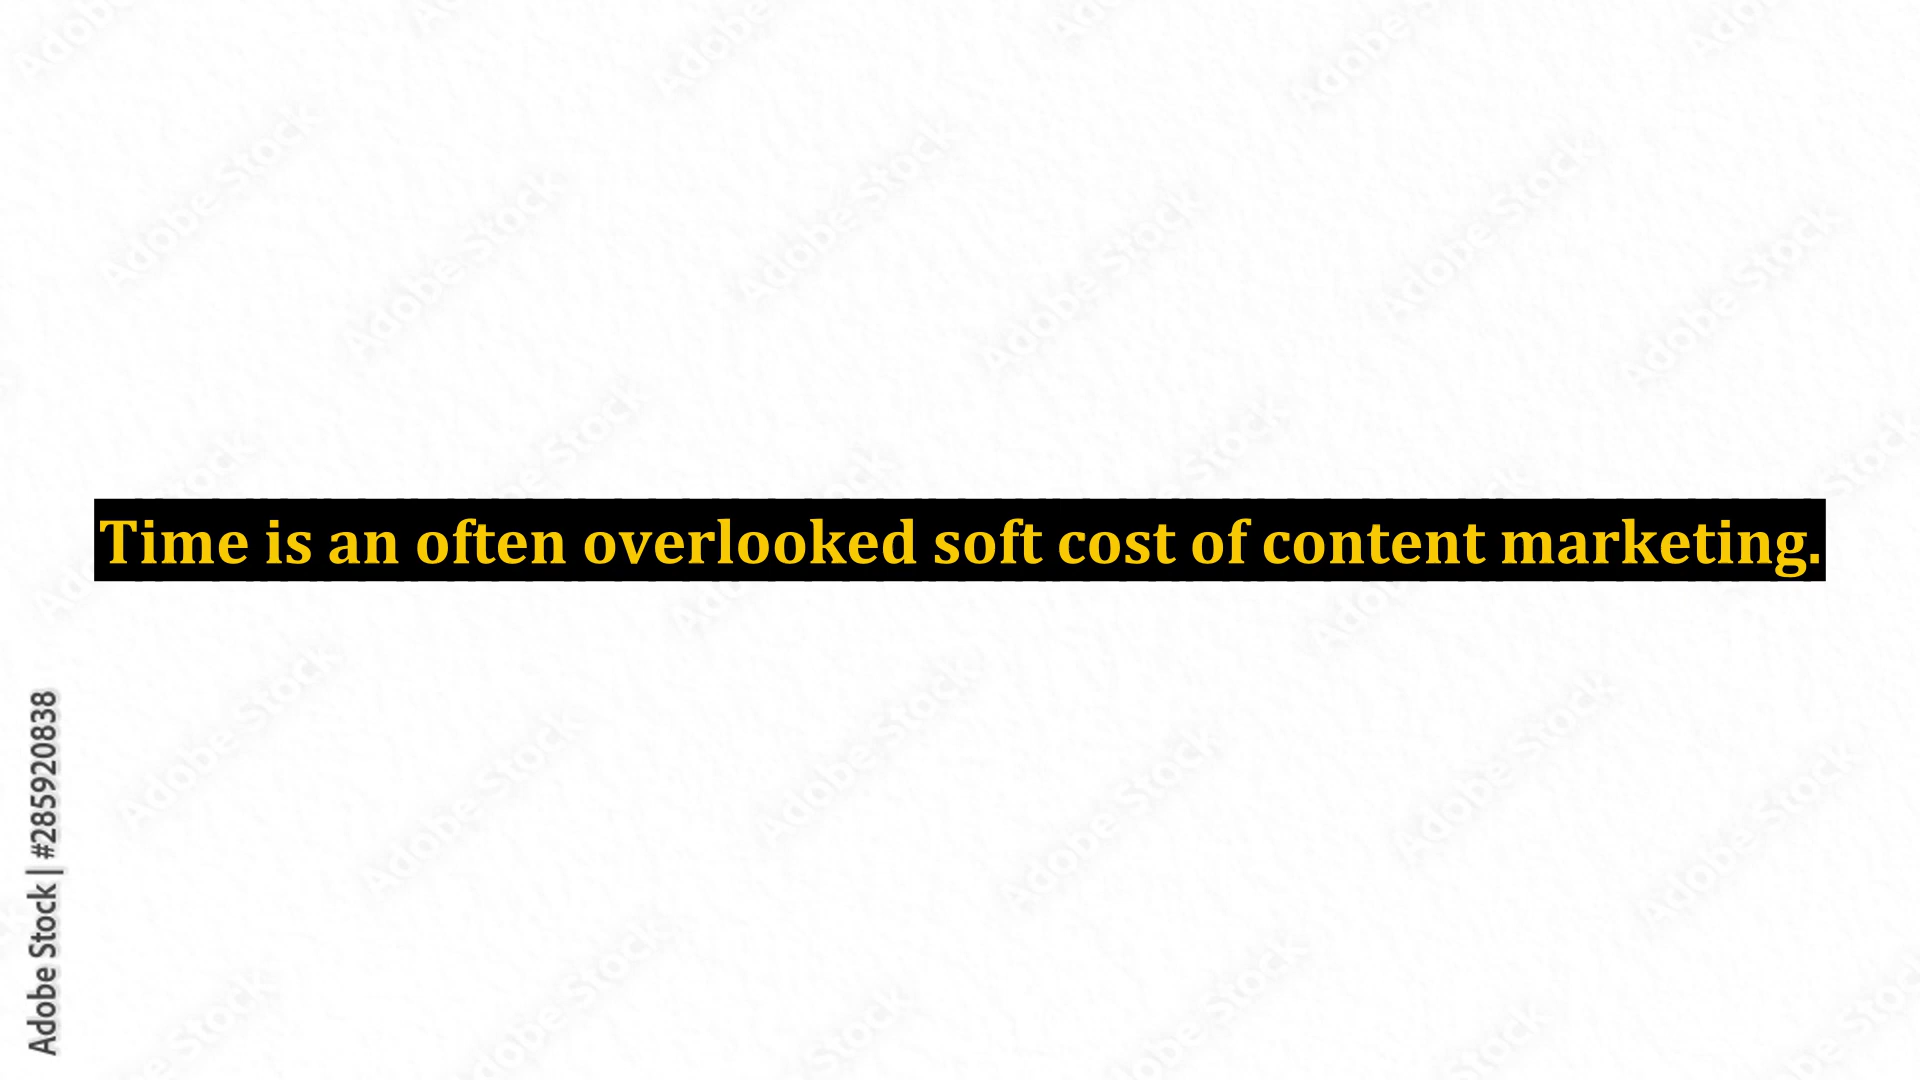 Time is an often overlooked soft cost of content marketing.
Adobe Stock | #285920838